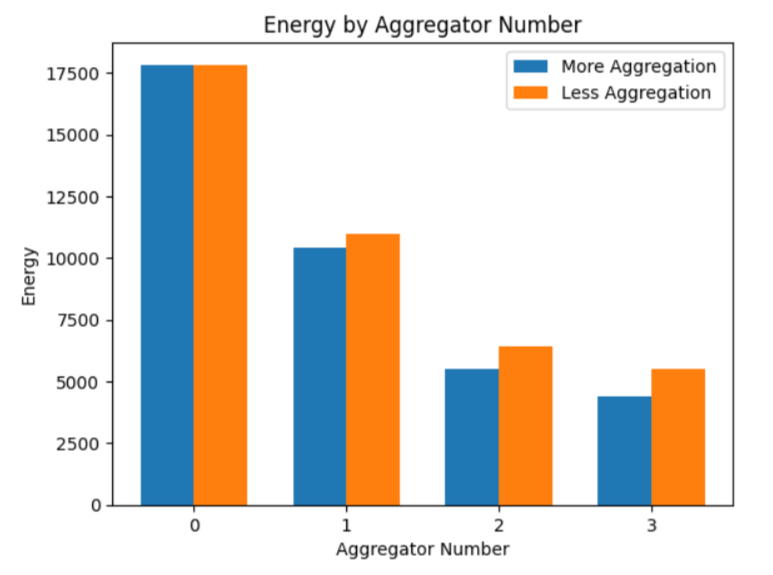 Energy by Aggregator Number
More Aggregation
Less Aggregation
17500
15000
12500
10000
7500
5000
2500
0
Energy
0 1 2 3
Aggregator Number